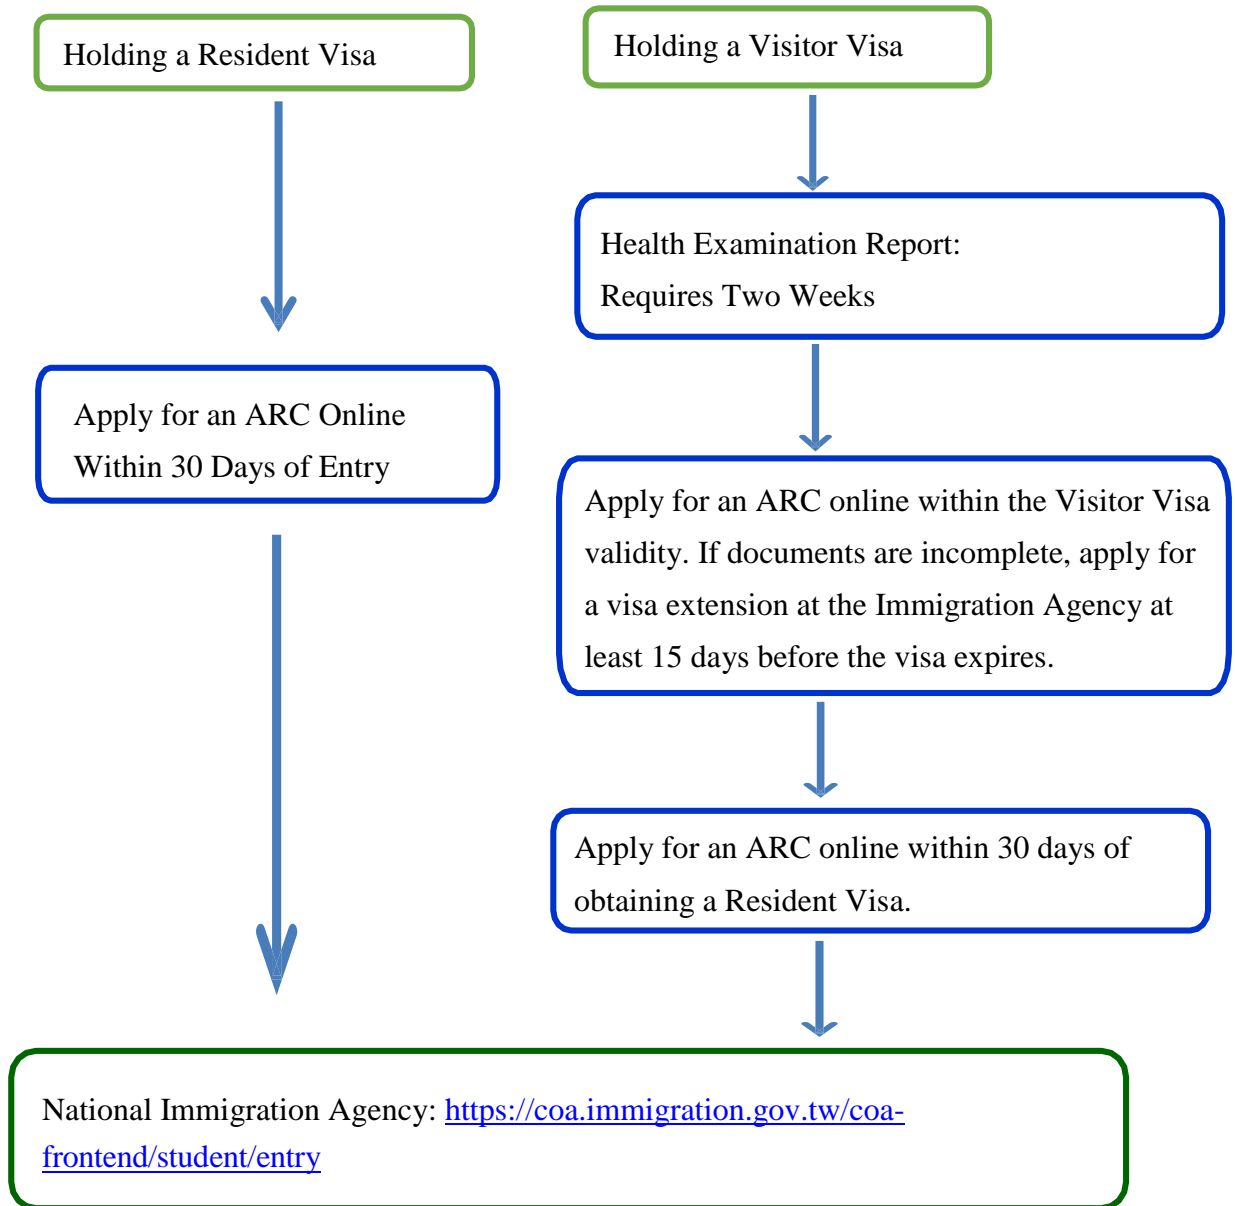 Holding a Resident Visa
Holding a Visitor Visa
Health Examination Report:
Requires Two Weeks
Apply for an ARC Online
Within 30 Days of Entry
Apply for an ARC online within the Visitor Visa
validity. If documents are incomplete, apply for
a visa extension at the Immigration Agency at
least 15 days before the visa expires.
Apply for an ARC online within 30 days of
obtaining a Resident Visa.
National Immigration Agency: https://coa.immigration.gov.tw/coa-
frontend/student/entry